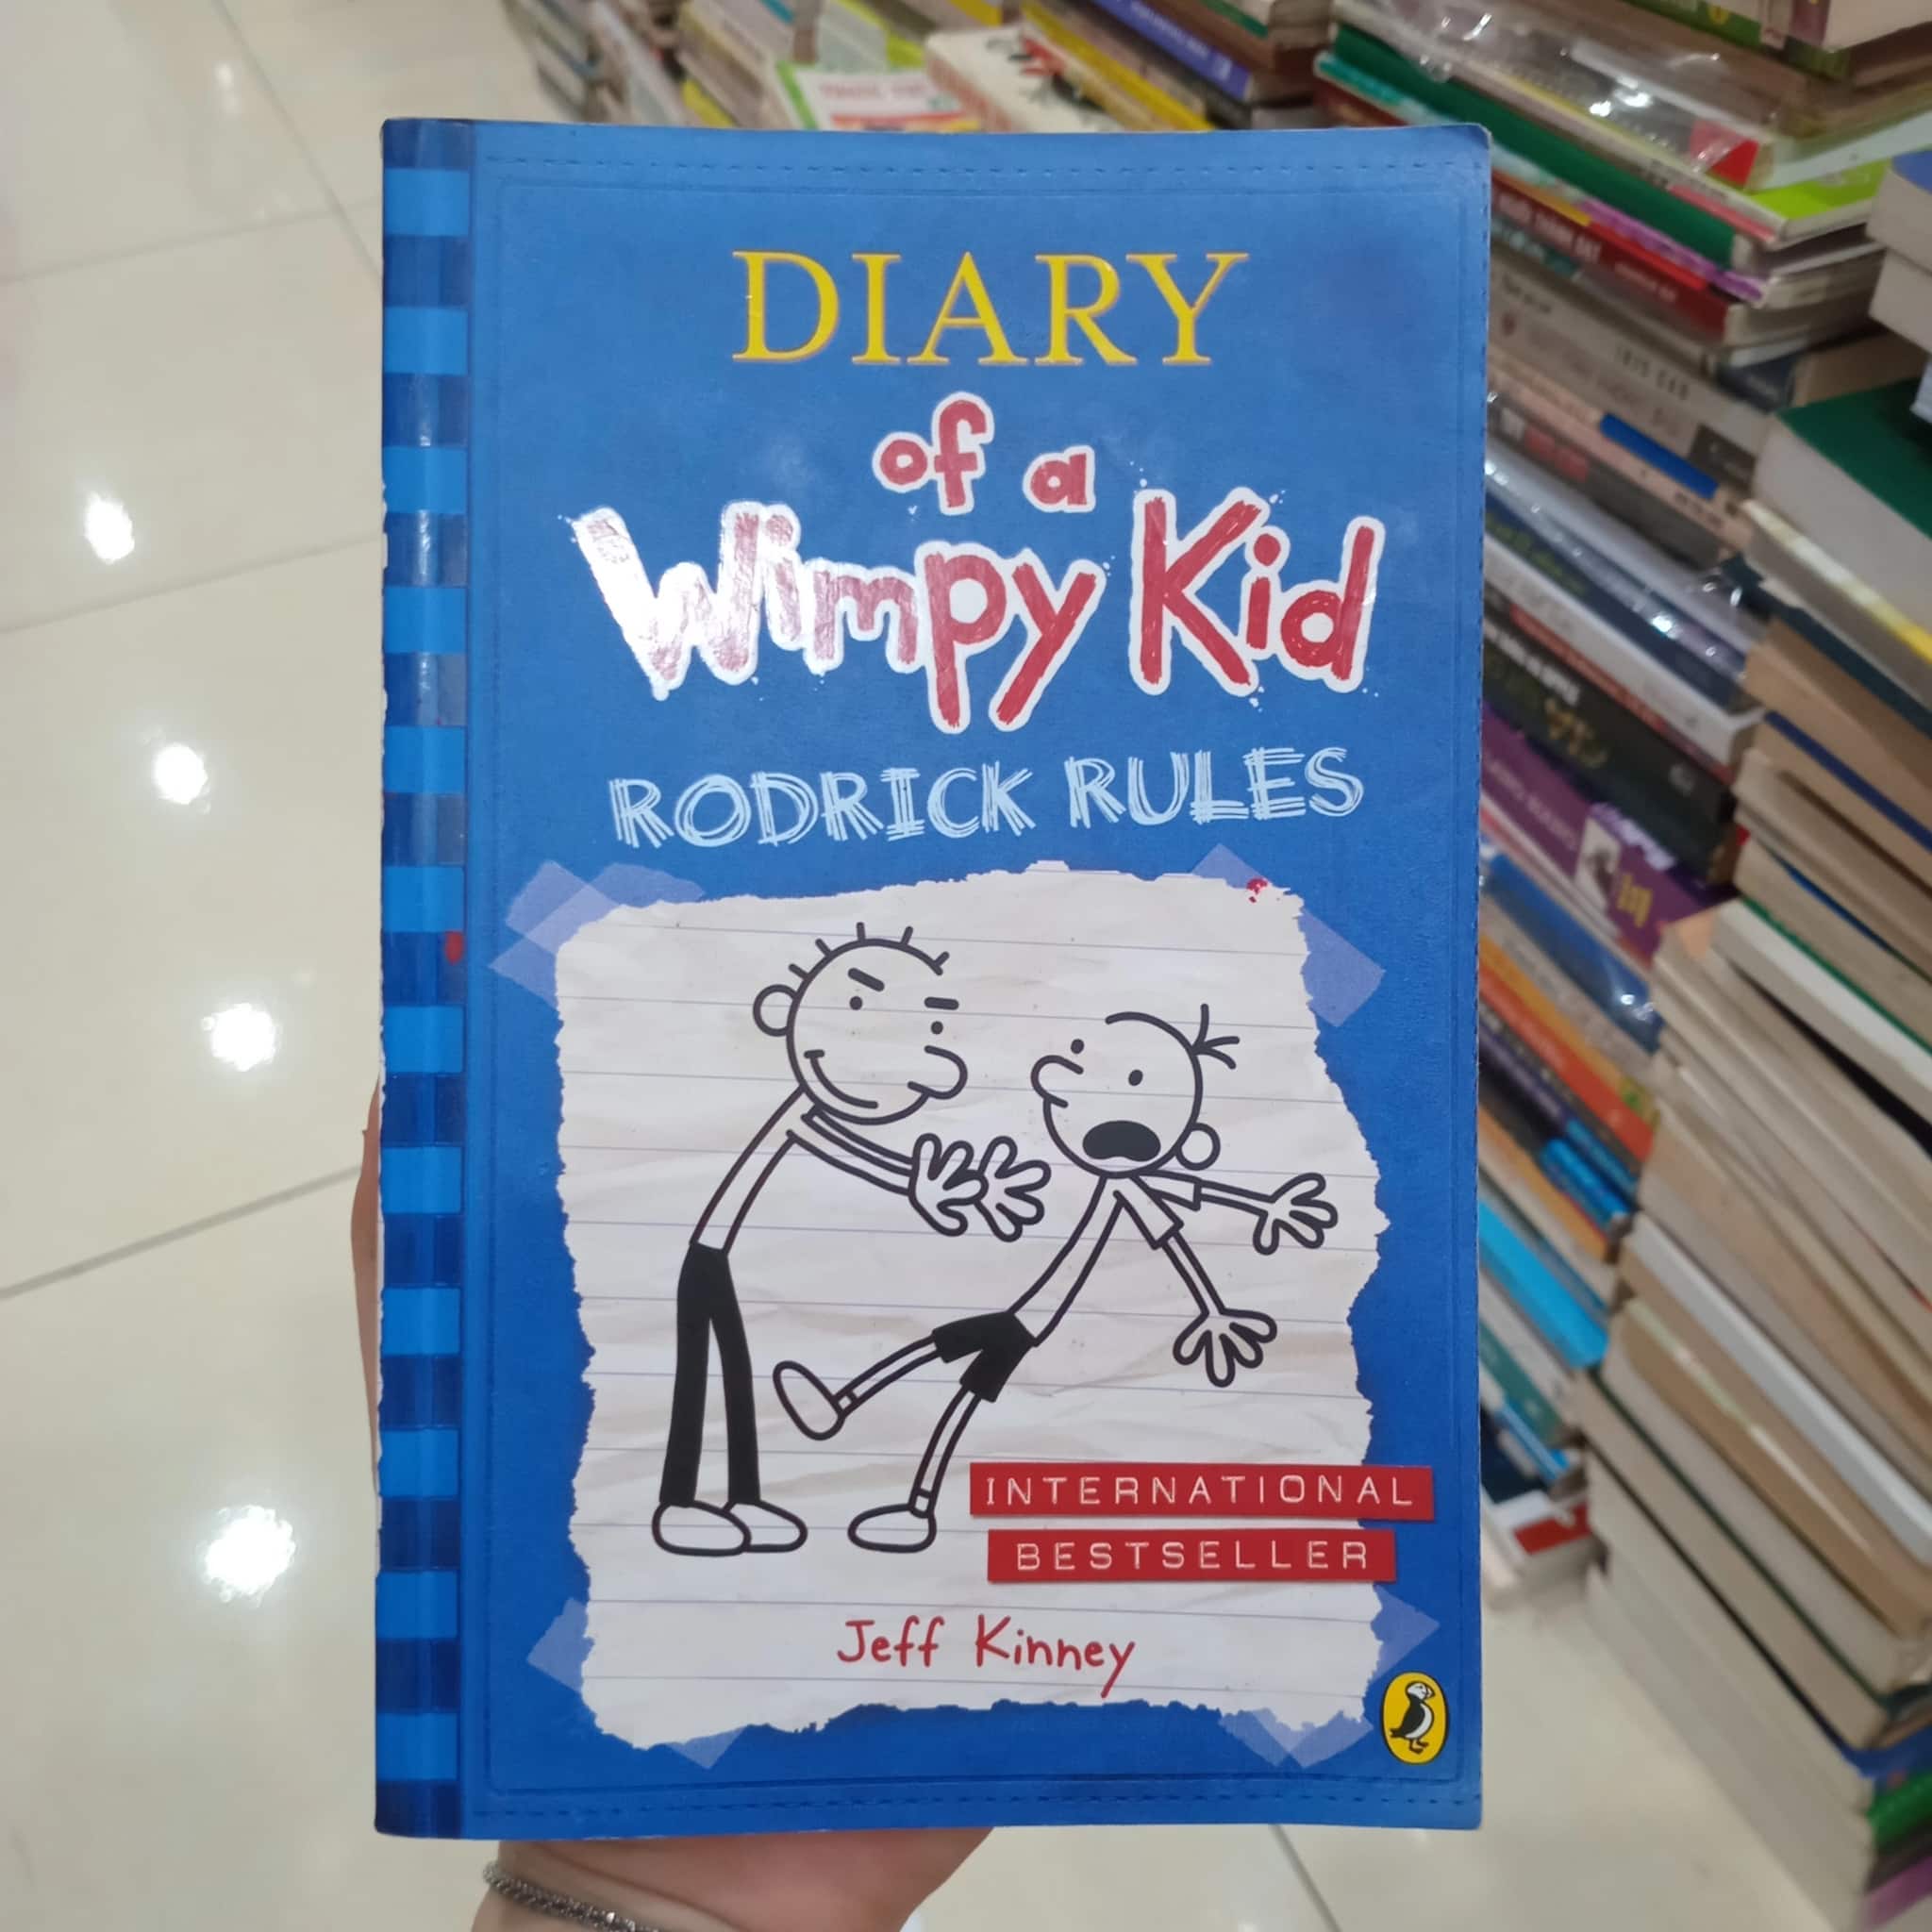 DIARY
of a
Wimpy Kid
RODRICK RULES
INTERNATIONAL
BESTSELLER
Jeff Kinney